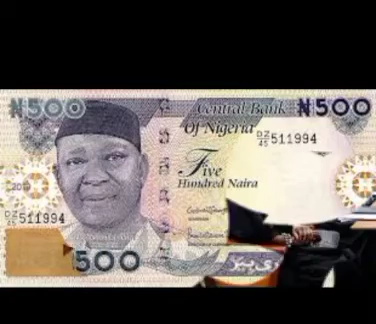 ₦500 Central Bank ₦500
Of Nigeria DZ/45 511994
Five
Hundred Naira
DZ/45 511994
500